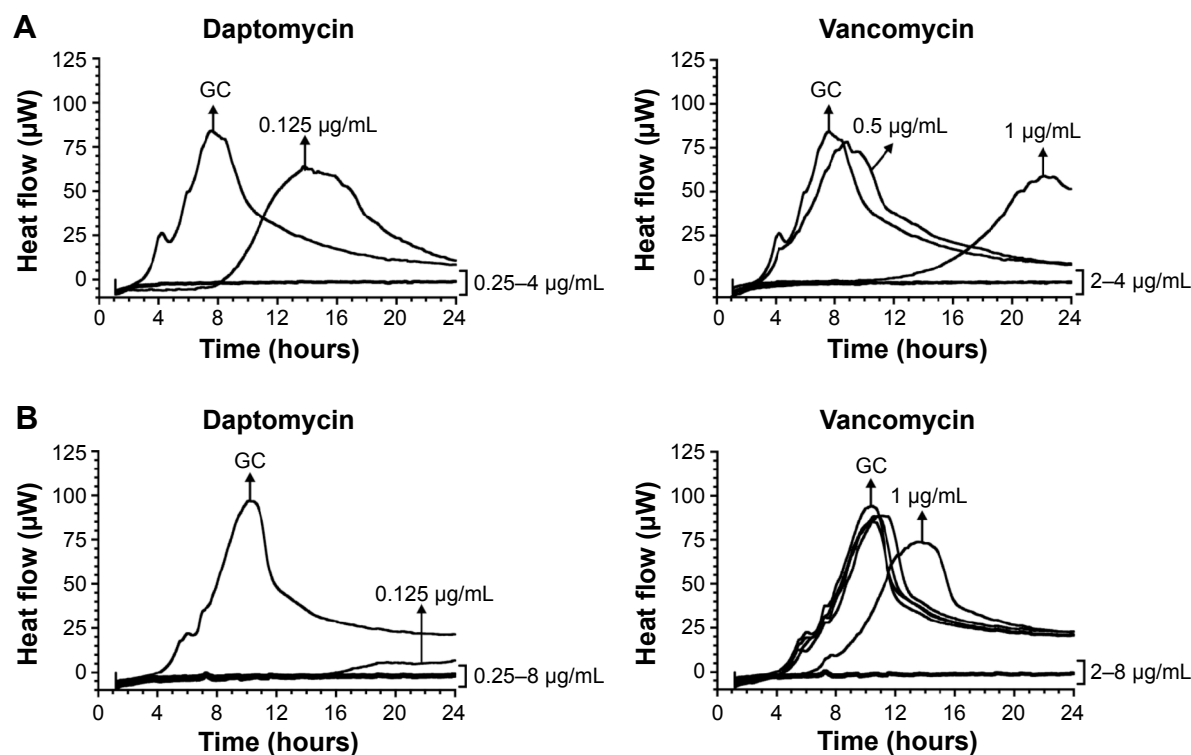 A
Daptomycin
Heat flow (µW)
125
100
75
50
25
0
GC
0.125 µg/mL
0.25–4 µg/mL
0 4 8 12 16 20 24
Time (hours)
Vancomycin
Heat flow (µW)
125
100
75
50
25
0
GC
0.5 µg/mL
1 µg/mL
2–4 µg/mL
0 4 8 12 16 20 24
Time (hours)
B
Daptomycin
Heat flow (µW)
125
100
75
50
25
0
GC
0.125 µg/mL
0.25–8 µg/mL
0 4 8 12 16 20 24
Time (hours)
Vancomycin
Heat flow (µW)
125
100
75
50
25
0
GC
1 µg/mL
2–8 µg/mL
0 4 8 12 16 20 24
Time (hours)